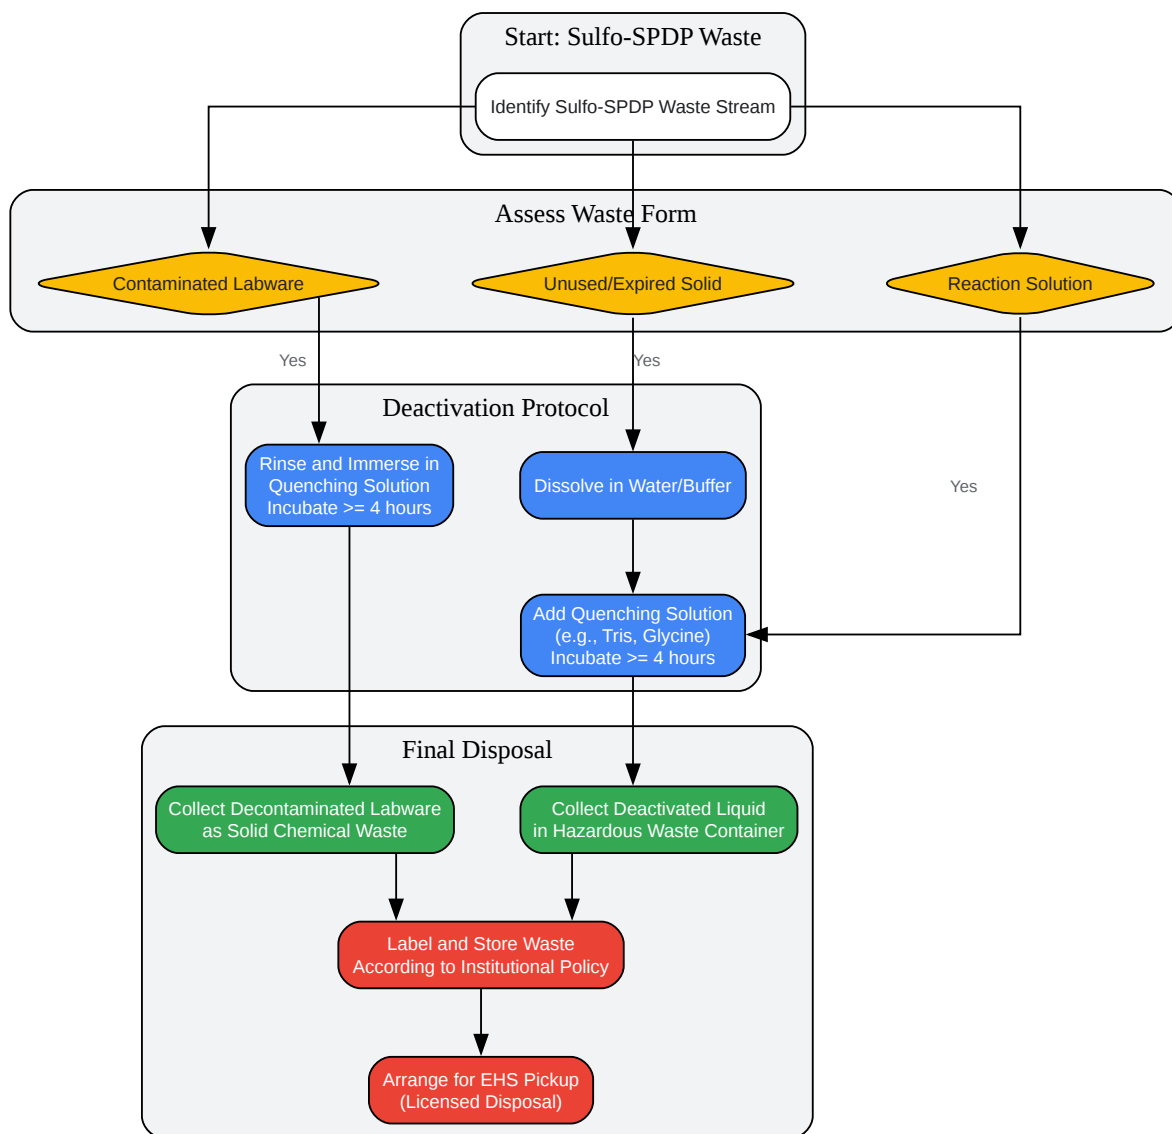 Start: Sulfo-SPDP Waste
Identify Sulfo-SPDP Waste Stream
Assess Waste Form
Contaminated Labware
Unused/Expired Solid
Reaction Solution
Yes
Yes
Yes
Deactivation Protocol
Rinse and Immerse in
Quenching Solution
Incubate >= 4 hours
Dissolve in Water/Buffer
Add Quenching Solution
(e.g., Tris, Glycine)
Incubate >= 4 hours
Final Disposal
Collect Decontaminated Labware
as Solid Chemical Waste
Collect Deactivated Liquid
in Hazardous Waste Container
Label and Store Waste
According to Institutional Policy
Arrange for EHS Pickup
(Licensed Disposal)